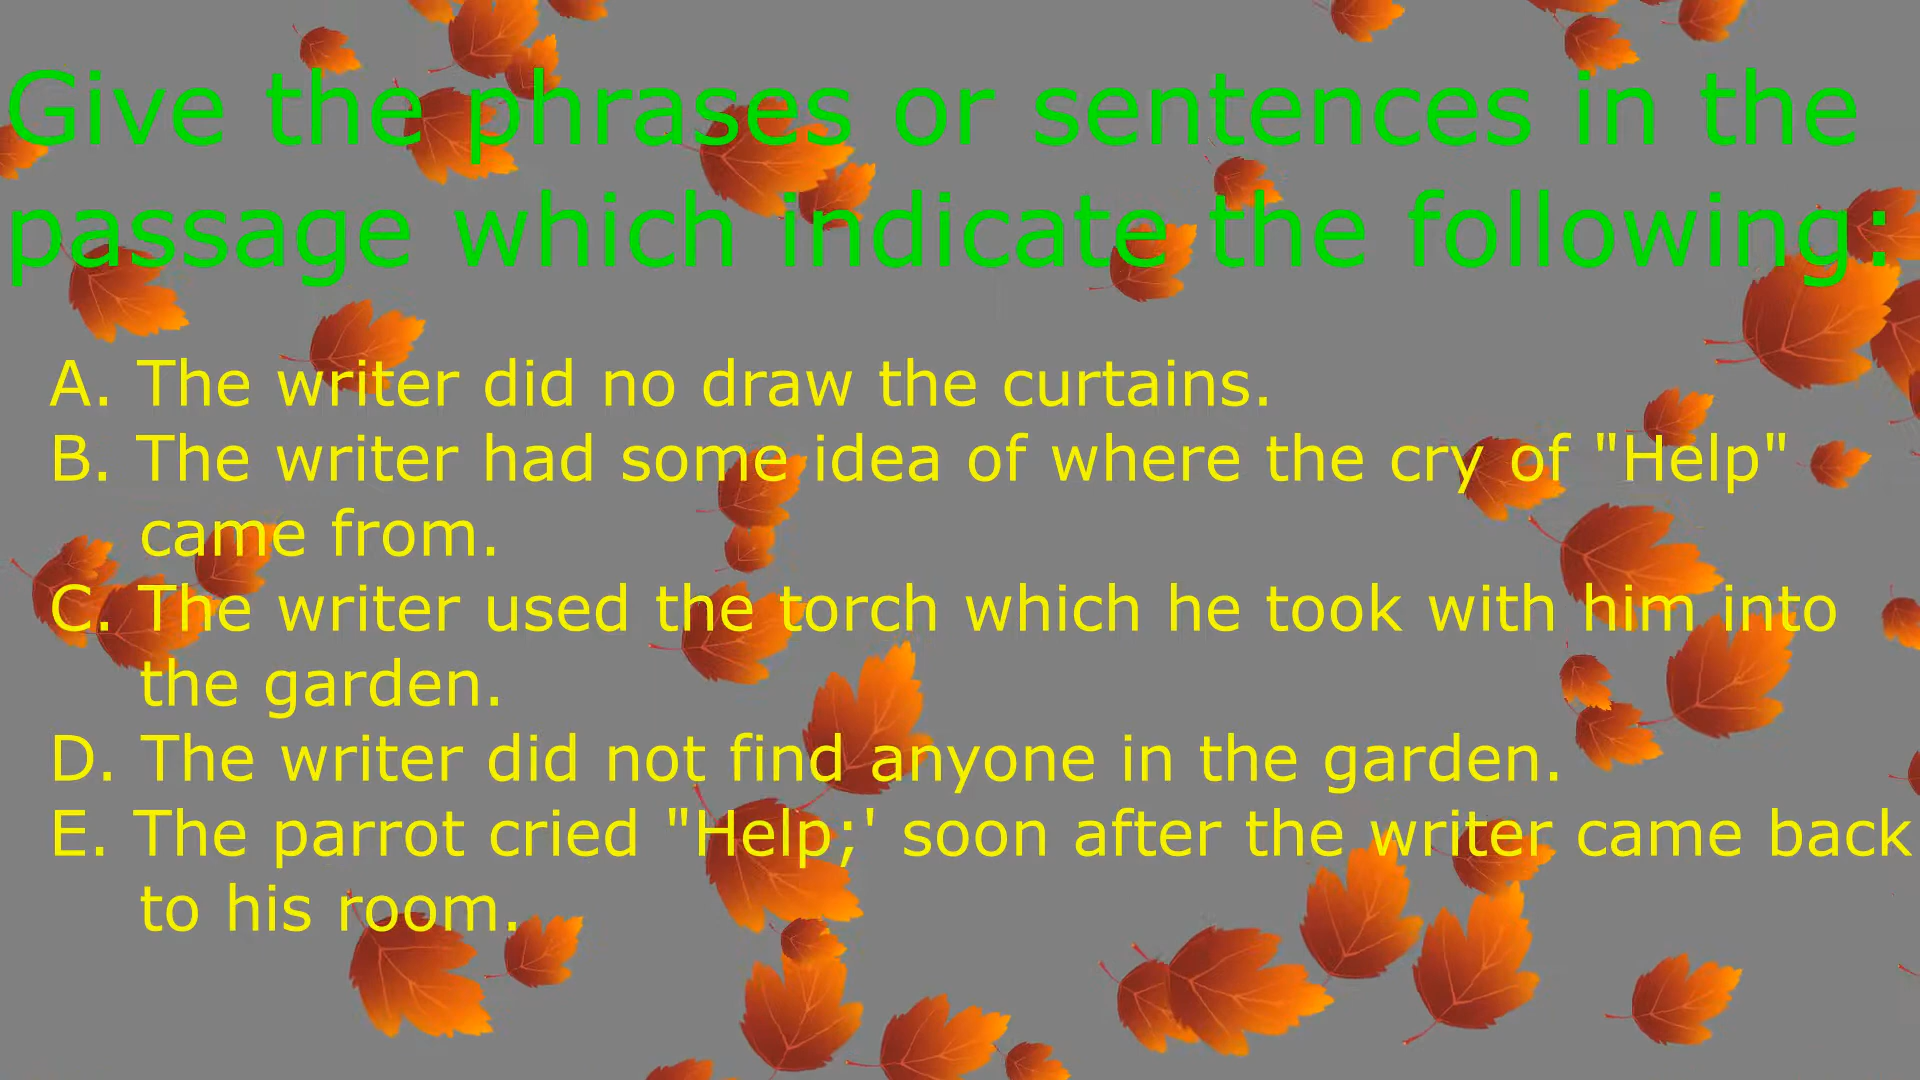 Give the phrases or sentences in the
passage which indicate the following:
A. The writer did no draw the curtains.
B. The writer had some idea of where the cry of "Help"
came from.
C. The writer used the torch which he took with him into
the garden.
D. The writer did not find anyone in the garden.
E. The parrot cried "Help;' soon after the writer came back
to his room.